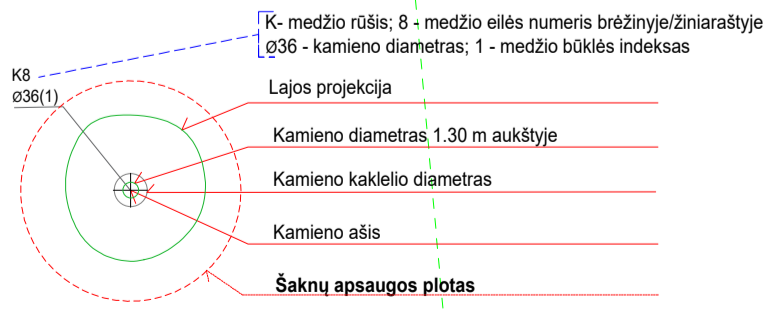 K- medžio rūšis; 8 - medžio eilės numeris brėžinyje/žiniaraštyje
Ø36 - kamieno diametras; 1 - medžio būklės indeksas
K8
Ø36(1)
Lajos projekcija
Kamieno diametras 1.30 m aukštyje
Kamieno kaklelio diametras
Kamieno ašis
Šaknų apsaugos plotas